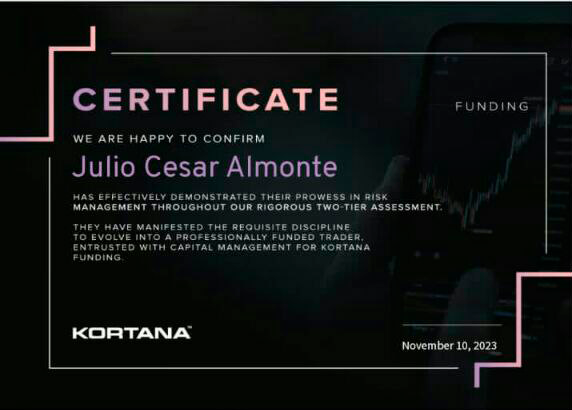 CERTIFICATE
FUNDING
WE ARE HAPPY TO CONFIRM
Julio Cesar Almonte
HAS EFFECTIVELY DEMONSTRATED THEIR PROWESS IN RISK
MANAGEMENT THROUGHOUT OUR RIGOROUS TWO-TIER ASSESSMENT.
THEY HAVE MANIFESTED THE REQUISITE DISCIPLINE
TO EVOLVE INTO A PROFESSIONALLY FUNDED TRADER,
ENTRUSTED WITH CAPITAL MANAGEMENT FOR KORTANA
FUNDING.
KORTANA™
November 10, 2023